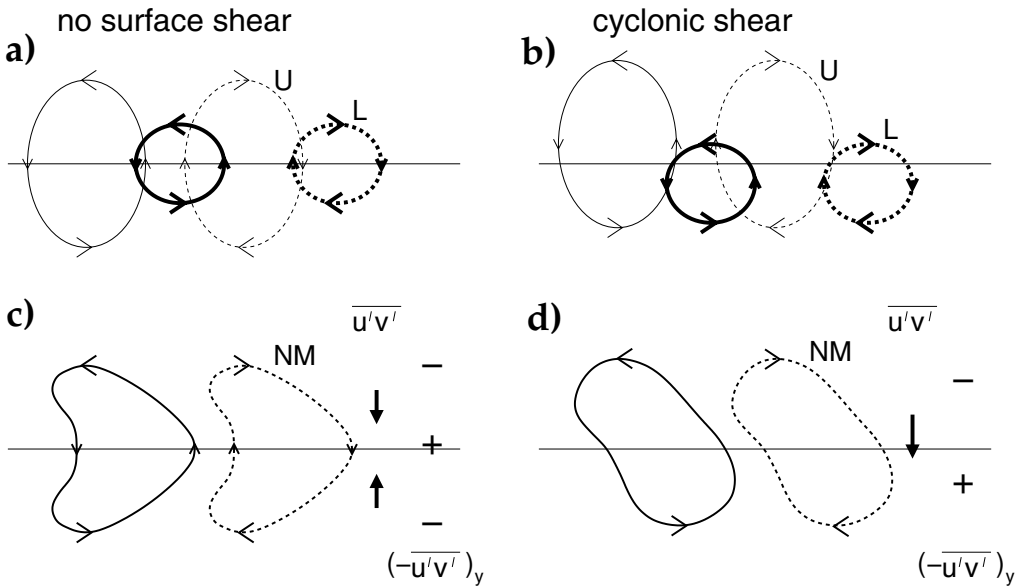 no surface shear
cyclonic shear
a)
b)
U
L
U
L
c)
d)
u'v'
u'v'
NM
NM
−
+
−
−
+
(−u'v')y
(−u'v')y